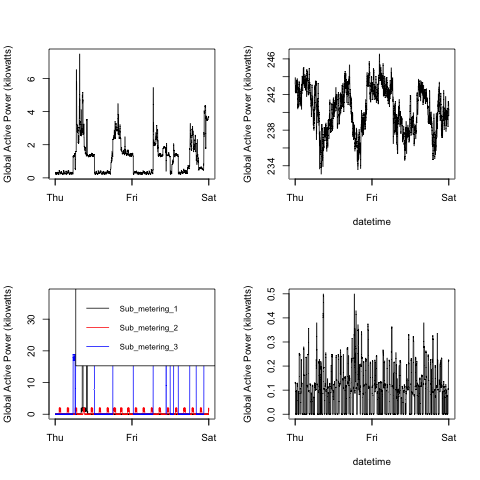 Global Active Power (kilowatts)
0 2 4 6
Thu Fri Sat
Global Active Power (kilowatts)
234 238 242 246
Thu Fri Sat
datetime
Global Active Power (kilowatts)
0 10 20 30
Sub_metering_1
Sub_metering_2
Sub_metering_3
Thu Fri Sat
Global Active Power (kilowatts)
0.0 0.1 0.2 0.3 0.4 0.5
Thu Fri Sat
datetime